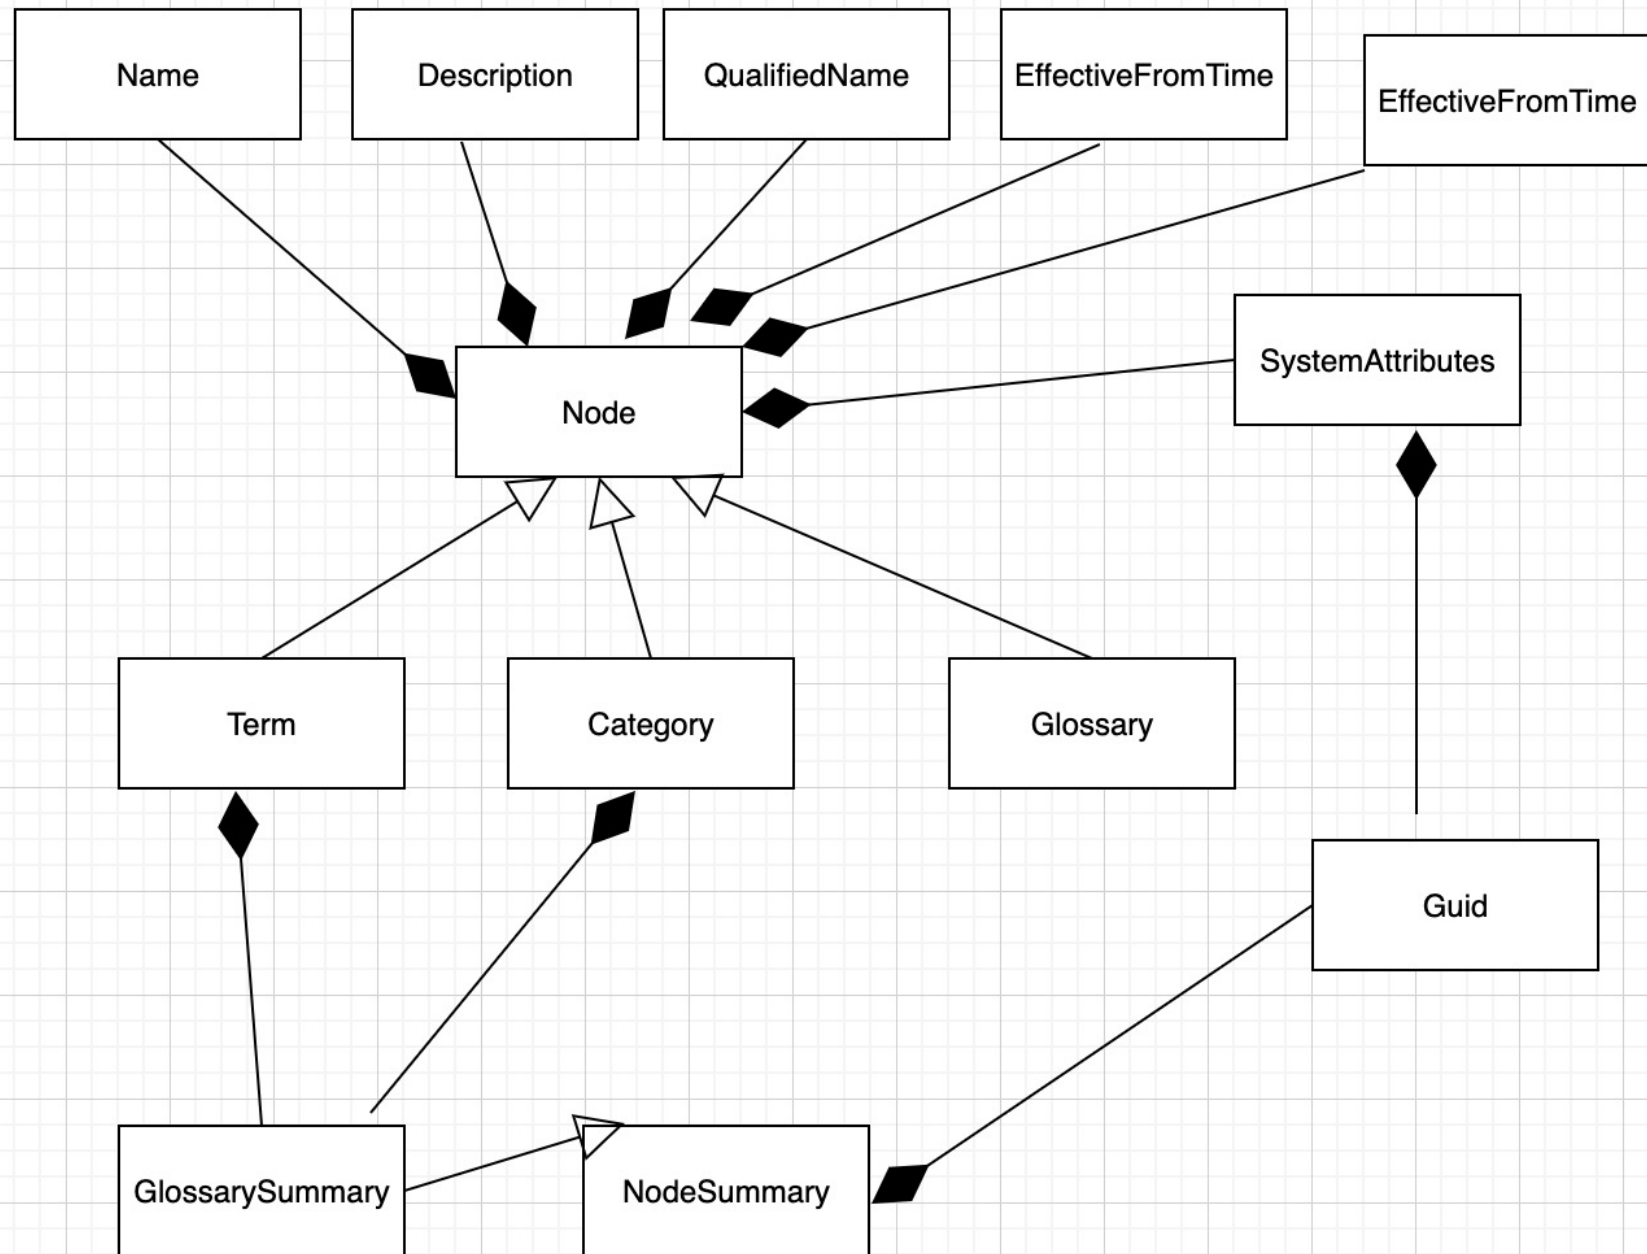 Name
Description
QualifiedName
EffectiveFromTime
EffectiveFromTime
SystemAttributes
Node
Term
Category
Glossary
Guid
GlossarySummary
NodeSummary